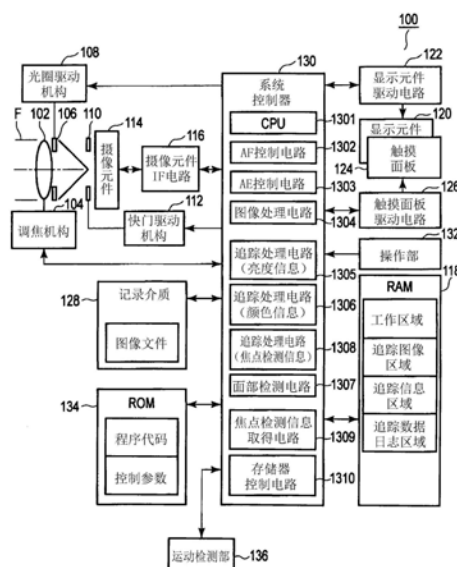 100
108
130
122
光圈驱动
机构
系统
控制器
显示元件
驱动电路
F
102
106
110
114
116
CPU
1301
120
显示元件
124
触摸
面板
摄像元件
摄像元件
IF电路
AF控制电路
1302
AE控制电路
1303
126
104
112
图像处理电路
1304
触摸面板
驱动电路
调焦机构
快门驱动
机构
132
操作部
118
追踪处理电路
(亮度信息)
1305
RAM
128
记录介质
图像文件
追踪处理电路
(颜色信息)
1306
工作区域
追踪处理电路
(焦点检测信息)
1308
追踪图像
区域
面部检测电路
1307
追踪信息
区域
134
ROM
程序代码
控制参数
焦点检测信息
取得电路
1309
追踪数据
日志区域
存储器
控制电路
1310
运动检测部
136